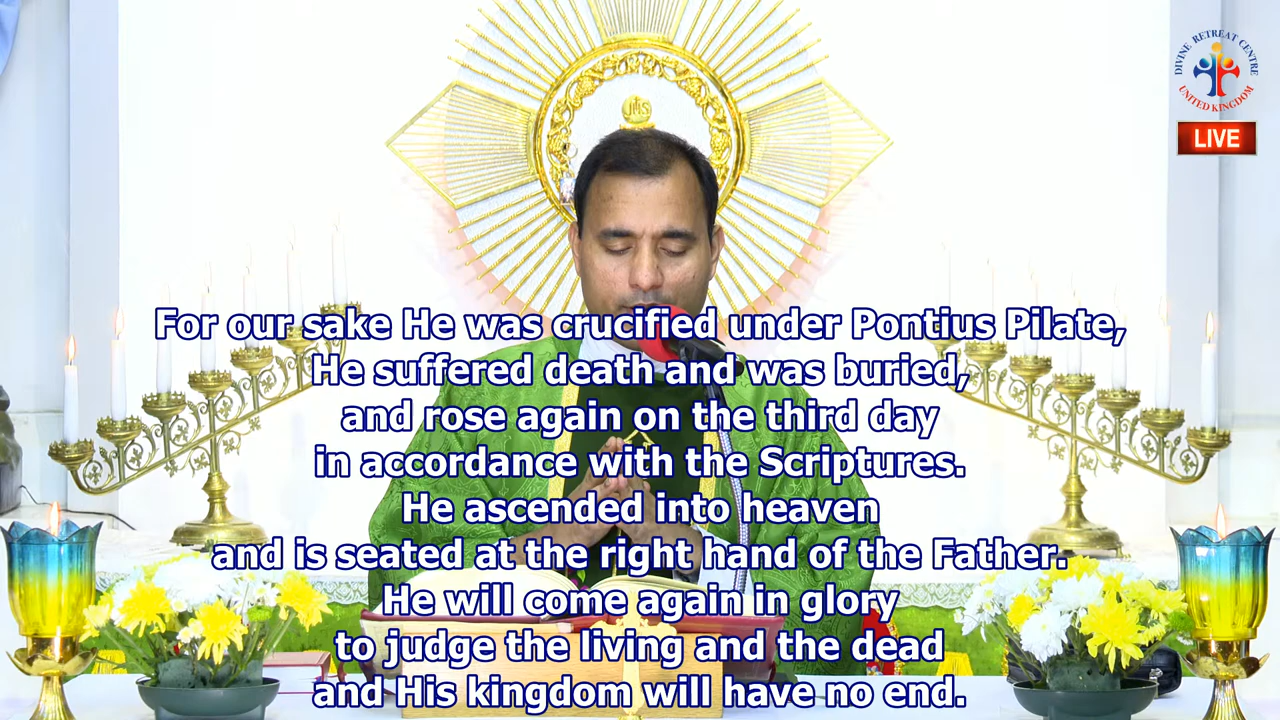 DIVINE RETREAT CENTRE
UNITED KINGDOM
LIVE
IHS
For our sake He was crucified under Pontius Pilate,
He suffered death and was buried,
and rose again on the third day
in accordance with the Scriptures.
He ascended into heaven
and is seated at the right hand of the Father.
He will come again in glory
to judge the living and the dead
and His kingdom will have no end.